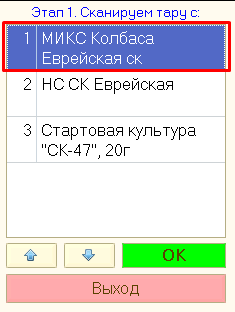 Этап 1. Сканируем тару с:
1 МИКС Колбаса
Еврейская ск
2 НС СК Еврейская
3 Стартовая культура
"СК-47", 20г
OK
Выход